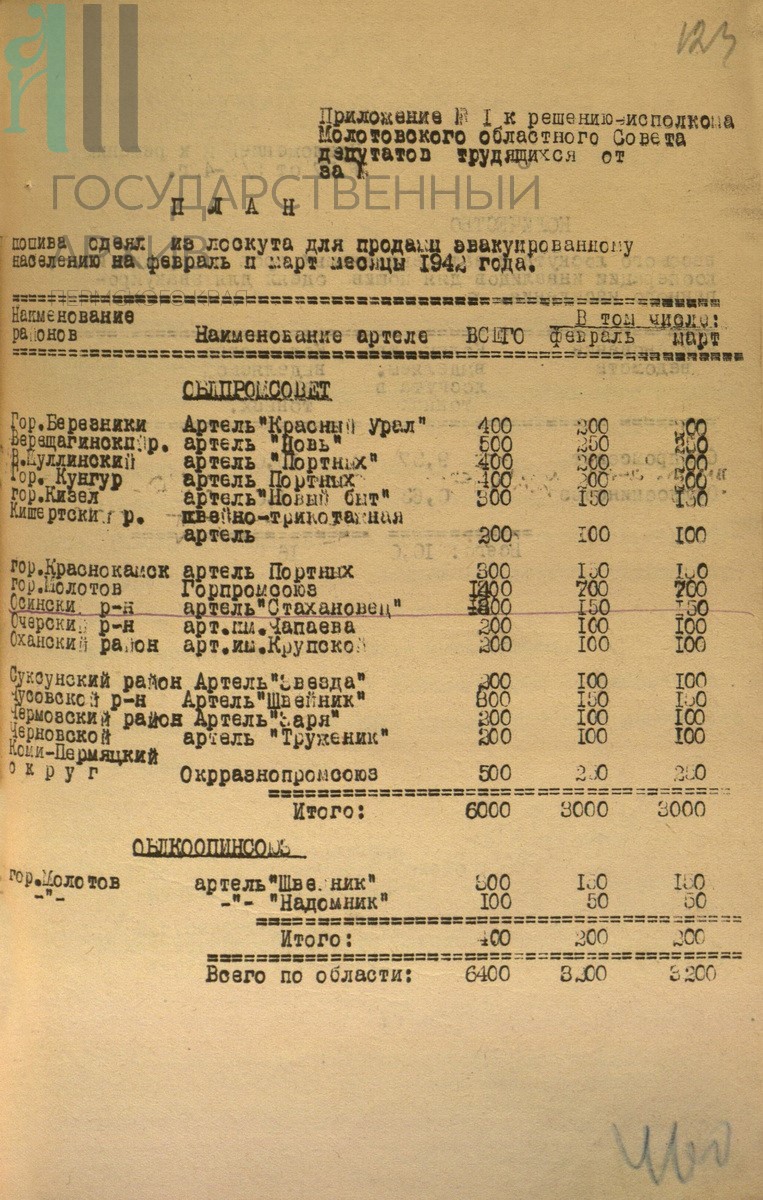 123
Приложение № I к решению-исполкома
Молотовского областного Совета
депутатов трудящихся от
за №
ГОСУДАРСТВЕННЫЙ
АРХИВ
П Л А Н
пошива одеял из лоскута для продажи эвакуированному
населению на февраль и март месяцы 1942 года.
Наименование районов Наименование артеле ВСЕГО В том числе: февраль март
ОБЛПРОМСОВЕТ
Гор.Березники Артель"Красный Урал" 400 200 200
Верещагинский р. артель "Новь" 500 250 250
В.Муллинский артель "Портных" 400 200 200
Гор. Кунгур артель Портных 400 200 200
гор.Кизел артель"Новый быт" 300 150 150
Кишертский р. швейно-трикотажная
артель 200 100 100
гор.Краснокамск артель Портных 300 150 150
гор.Молотов Горпромсоюз 1400 700 700
Осинский р-н артель"Стахановец" 300 150 150
Очерский р-н арт.им.Чапаева 200 100 100
Оханский район арт.им.Крупской 200 100 100
Суксунский район Артель"Звезда" 200 100 100
Чусовской р-н Артель"Швейник" 300 150 150
Чермозский район Артель"Заря" 200 100 100
Черновской артель "Труженик" 200 100 100
Коми-Пермяцкий
о к р у г Окрразнопромсоюз 500 250 250
Итого: 6000 3000 3000
ОБЛКООПИНСОЮЗ
гор.Молотов артель"Швейник" 300 150 150
-"- -"- "Надомник" 100 50 50
Итого: 400 200 200
Всего по области: 6400 3200 3200